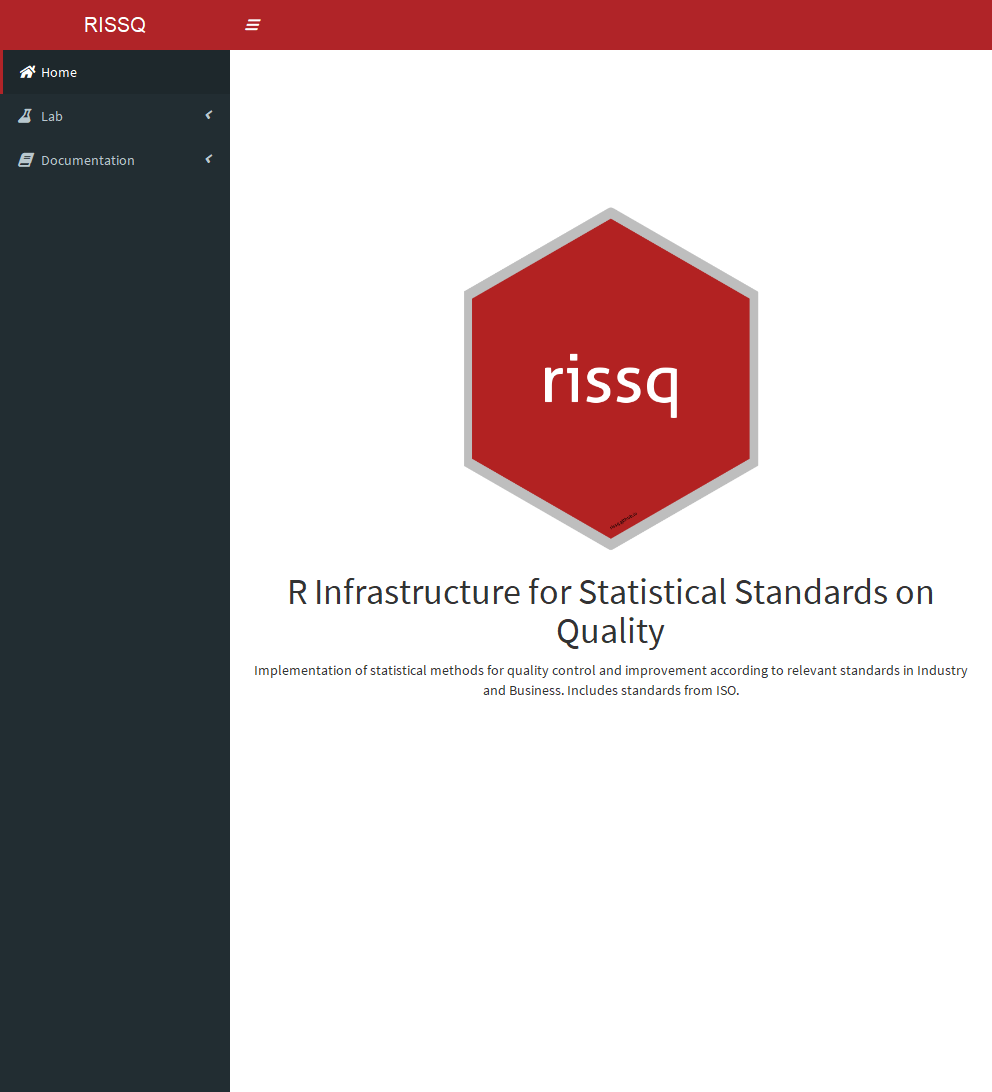 RISSQ
Home
Lab
Documentation
rissq
R Infrastructure for Statistical Standards on
Quality
Implementation of statistical methods for quality control and improvement according to relevant standards in Industry
and Business. Includes standards from ISO.